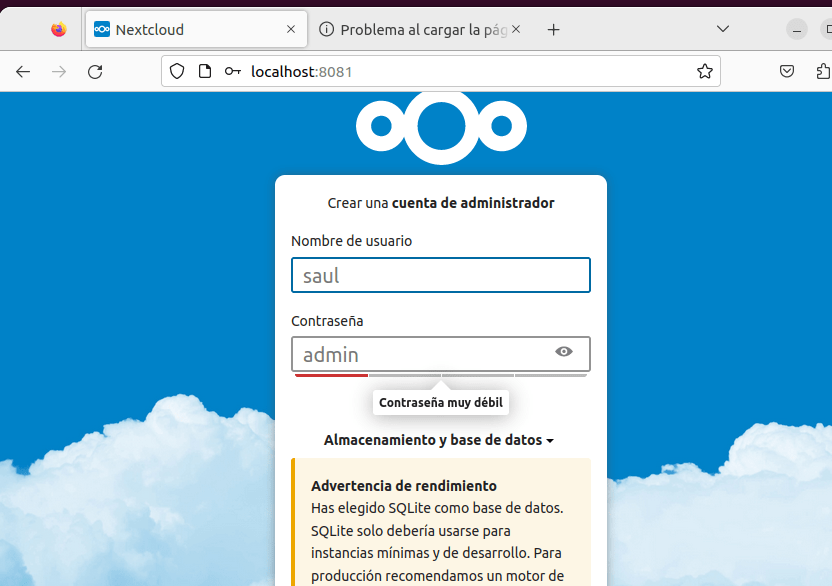 Nextcloud
Problema al cargar la pág
localhost:8081
Crear una cuenta de administrador
Nombre de usuario
saul
Contraseña
admin
Contraseña muy débil
Almacenamiento y base de datos
Advertencia de rendimiento
Has elegido SQLite como base de datos.
SQLite solo debería usarse para
instancias mínimas y de desarrollo. Para
producción recomendamos un motor de